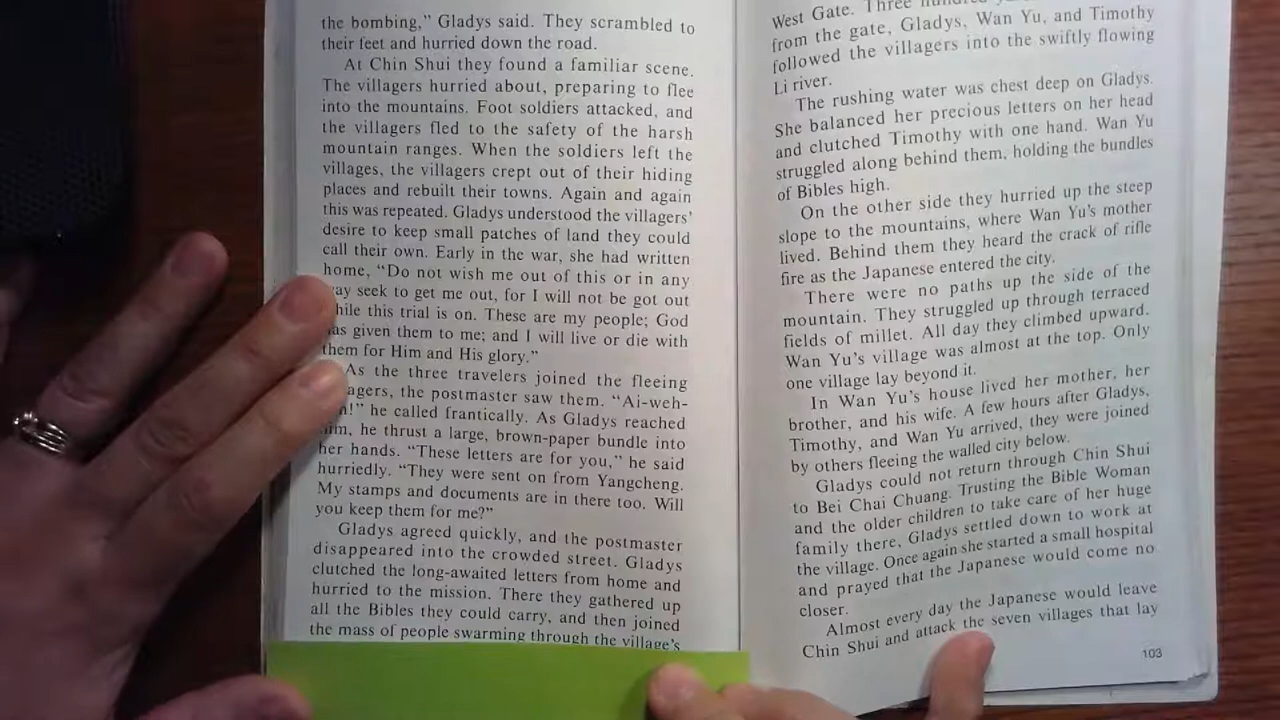 the bombing,” Gladys said. They scrambled to
their feet and hurried down the road.
At Chin Shui they found a familiar scene.
The villagers hurried about, preparing to flee
into the mountains. Foot soldiers attacked, and
the villagers fled to the safety of the harsh
mountain ranges. When the soldiers left the
villages, the villagers crept out of their hiding
places and rebuilt their towns. Again and again
this was repeated. Gladys understood the villagers’
desire to keep small patches of land they could
call their own. Early in the war, she had written
home, “Do not wish me out of this or in any
way seek to get me out, for I will not be got out
while this trial is on. These are my people; God
has given them to me; and I will live or die with
them for Him and His glory.”
As the three travelers joined the fleeing
agers, the postmaster saw them. “Ai-weh-
h!” he called frantically. As Gladys reached
him, he thrust a large, brown-paper bundle into
her hands. “These letters are for you,” he said
hurriedly. “They were sent on from Yangcheng.
My stamps and documents are in there too. Will
you keep them for me?”
Gladys agreed quickly, and the postmaster
disappeared into the crowded street. Gladys
clutched the long-awaited letters from home and
hurried to the mission. There they gathered up
all the Bibles they could carry, and then joined
the mass of people swarming through the village’s
West Gate. Three hundred
from the gate, Gladys, Wan Yu, and Timothy
followed the villagers into the swiftly flowing
Li river.
The rushing water was chest deep on Gladys.
She balanced her precious letters on her head
and clutched Timothy with one hand. Wan Yu
struggled along behind them, holding the bundles
of Bibles high.
On the other side they hurried up the steep
slope to the mountains, where Wan Yu’s mother
lived. Behind them they heard the crack of rifle
fire as the Japanese entered the city.
There were no paths up the side of the
mountain. They struggled up through terraced
fields of millet. All day they climbed upward.
Wan Yu’s village was almost at the top. Only
one village lay beyond it.
In Wan Yu’s house lived her mother, her
brother, and his wife. A few hours after Gladys,
Timothy, and Wan Yu arrived, they were joined
by others fleeing the walled city below.
Gladys could not return through Chin Shui
to Bei Chai Chuang. Trusting the Bible Woman
and the older children to take care of her huge
family there, Gladys settled down to work at
the village. Once again she started a small hospital
and prayed that the Japanese would come no
closer.
Almost every day the Japanese would leave
Chin Shui and attack the seven villages that lay
103